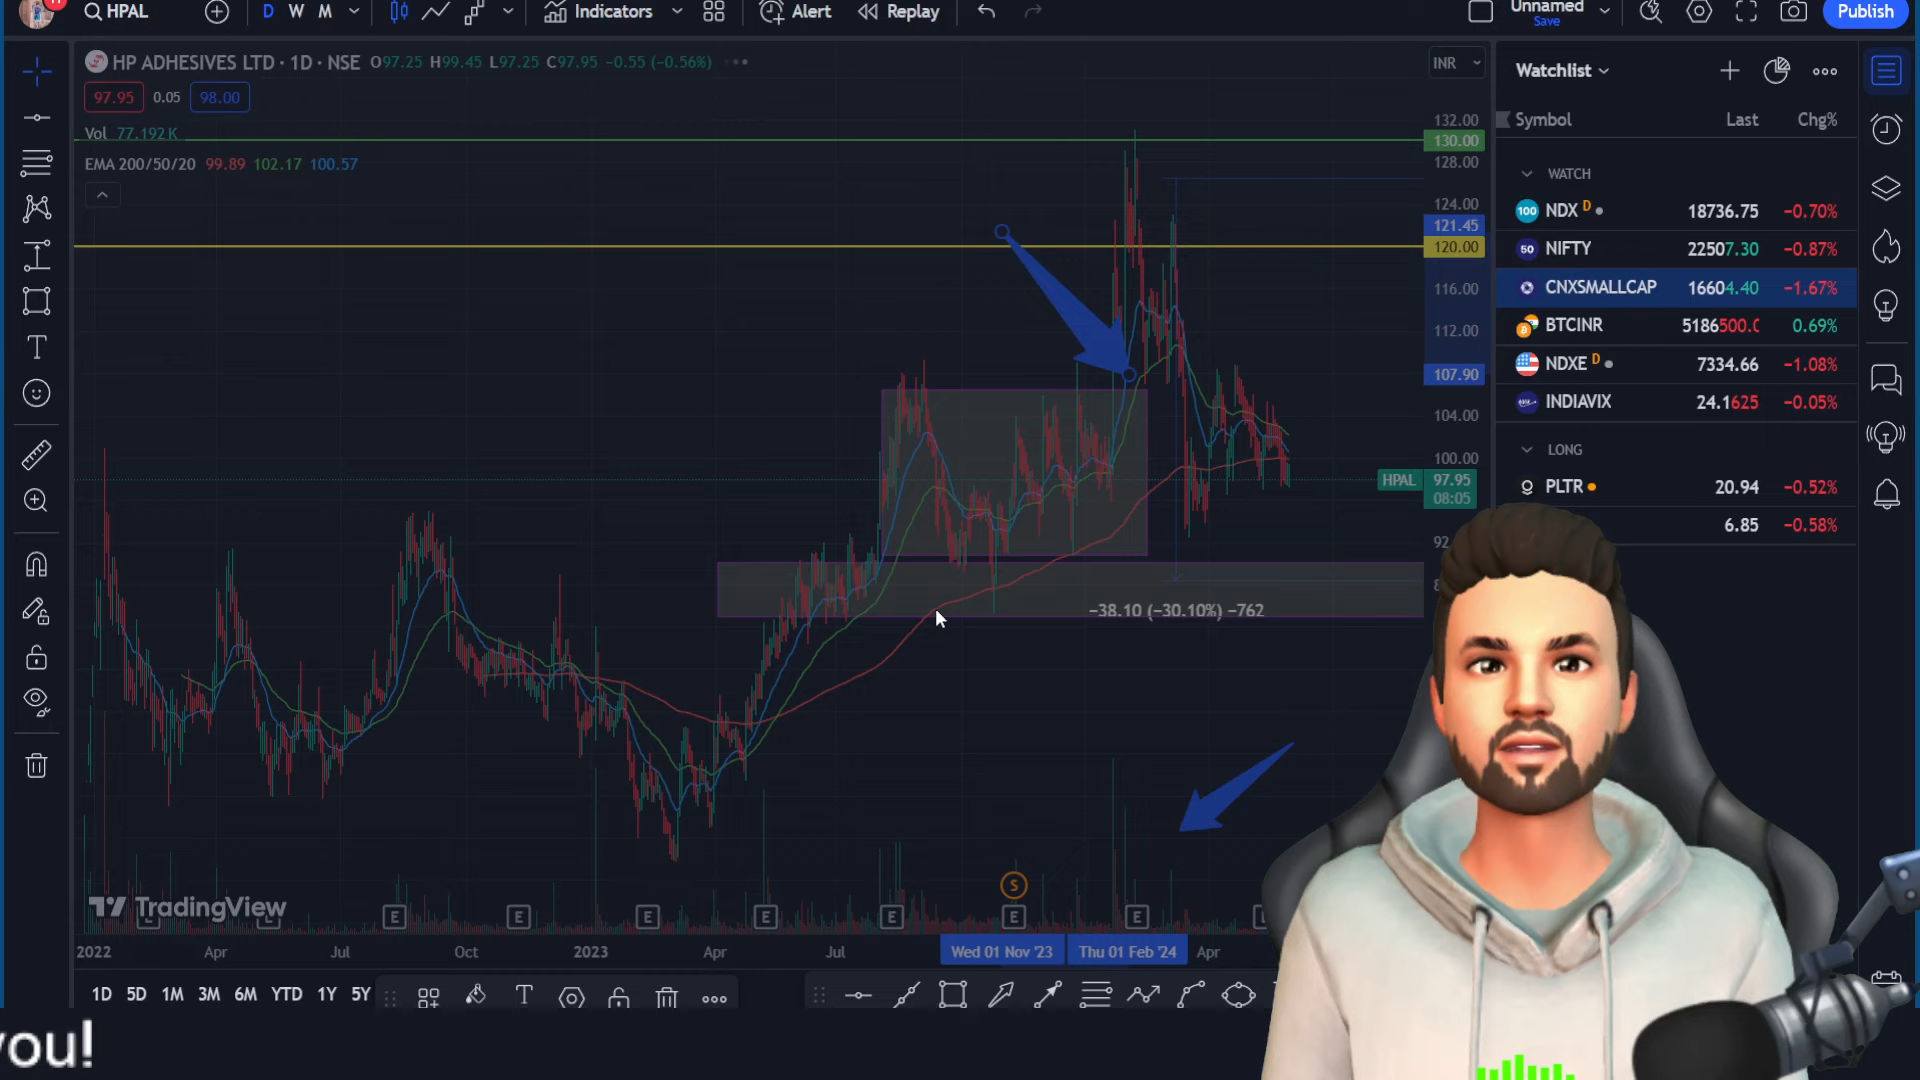 HPAL
D W M
Indicators
Alert
Replay
Unnamed
Save
Publish
HP ADHESIVES LTD · 1D · NSE O97.25 H99.45 L97.25 C97.95 −0.55 (−0.56%)
97.95 0.05 98.00
Vol 77.192 K
EMA 200/50/20 99.89 102.17 100.57
INR
132.00
130.00
128.00
124.00
121.45
120.00
116.00
112.00
107.90
104.00
100.00
HPAL 97.95
08:05
92
−38.10 (−30.10%) −762
Watchlist
Symbol Last Chg%
WATCH
100 NDX D 18736.75 −0.70%
50 NIFTY 22507.30 −0.87%
CNXSMALLCAP 16604.40 −1.67%
BTCINR 5186500.0 0.69%
NDXE D 7334.66 −1.08%
INDIAVIX 24.1625 −0.05%
LONG
PLTR 20.94 −0.52%
6.85 −0.58%
S
TradingView
E E E E E E E
2022 Apr Jul Oct 2023 Apr Jul Wed 01 Nov '23 Thu 01 Feb '24 Apr
1D 5D 1M 3M 6M YTD 1Y 5Y
you!